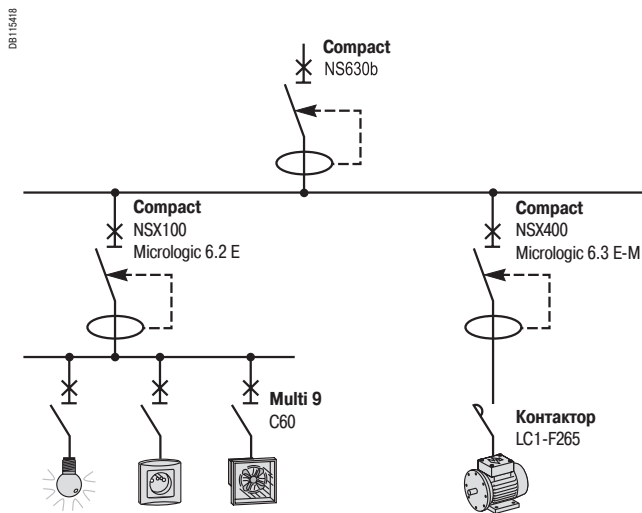 DB115418
Compact
NS630b
Compact
NSX100
Micrologic 6.2 E
Compact
NSX400
Micrologic 6.3 E-M
Multi 9
C60
Контактор
LC1-F265